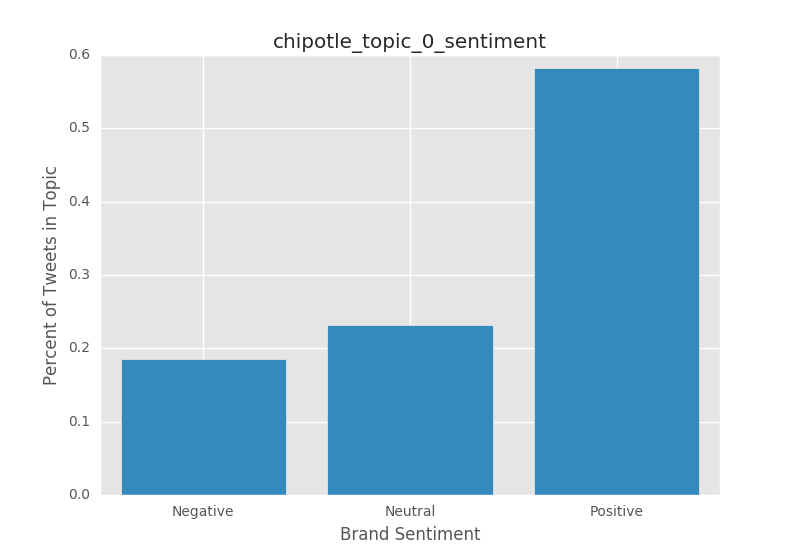 chipotle_topic_0_sentiment
0.6
0.5
0.4
0.3
0.2
0.1
0.0
Percent of Tweets in Topic
Negative Neutral Positive
Brand Sentiment